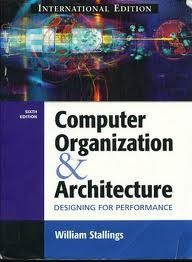 INTERNATIONAL EDITION
SIXTH EDITION
Computer
Organization
& Architecture
DESIGNING FOR PERFORMANCE
William Stallings